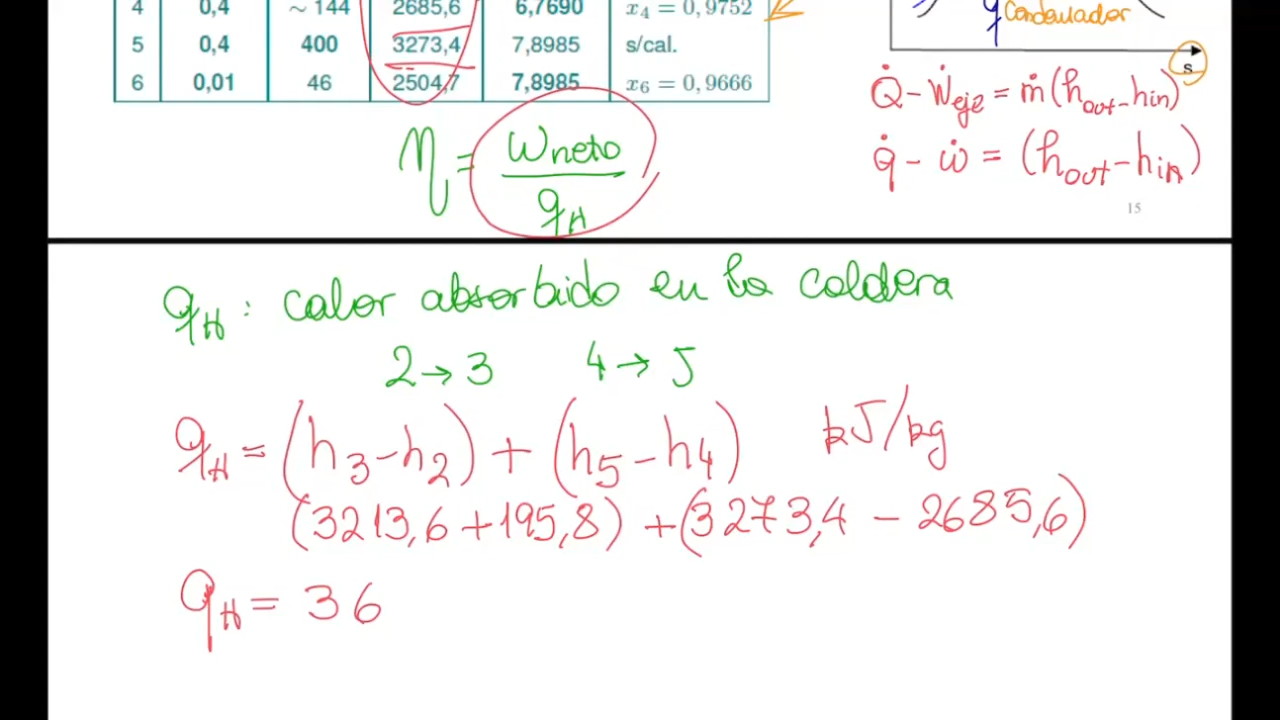 4 0,4 ~ 144 2685,6 6,7690 x4 = 0,9752
5 0,4 400 3273,4 7,8985 s/cal.
6 0,01 46 2504,7 7,8985 x6 = 0,9666
q Condensador
s
Q̇ - Ẇeje = ṁ(hout - hin)
q̇ - ẇ = (hout - hin)
η = wneto / qH
15
qH : calor absorbido en la caldera
2 → 3 4 → 5
qH = (h3 - h2) + (h5 - h4) kJ/kg
(3213,6 + 195,8) + (3273,4 - 2685,6)
qH = 36